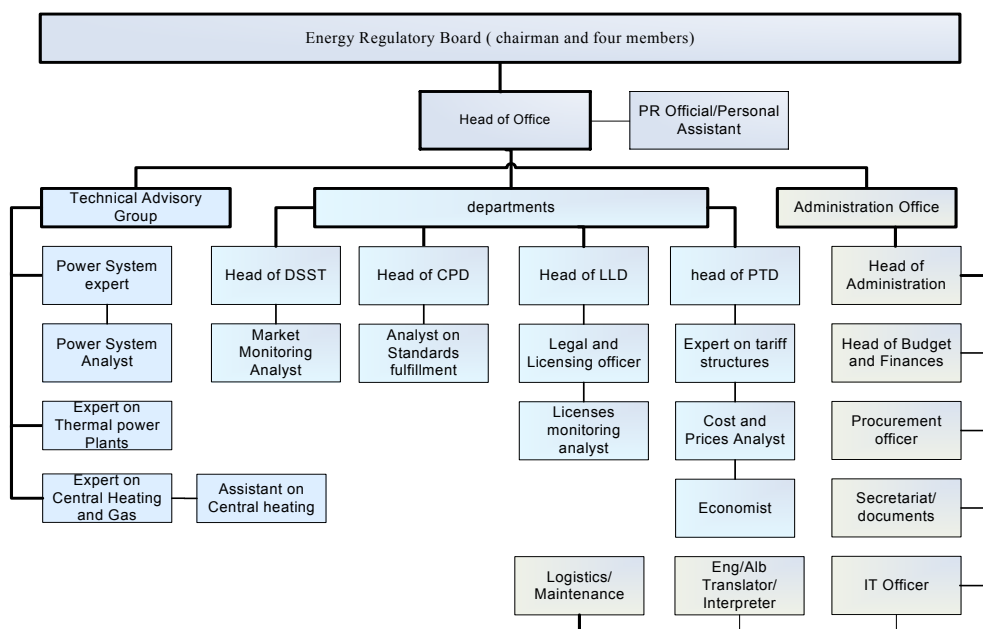 Energy Regulatory Board ( chairman and four members)
Head of Office
PR Official/Personal
Assistant
Technical Advisory
Group
departments
Administration Office
Power System
expert
Head of DSST
Head of CPD
Head of LLD
head of PTD
Head of
Administration
Power System
Analyst
Market
Monitoring
Analyst
Analyst on
Standards
fulfillment
Legal and
Licensing officer
Expert on tariff
structures
Head of Budget
and Finances
Expert on
Thermal power
Plants
Licenses
monitoring
analyst
Cost and
Prices Analyst
Procurement
officer
Expert on
Central Heating
and Gas
Assistant on
Central heating
Economist
Secretariat/
documents
Logistics/
Maintenance
Eng/Alb
Translator/
Interpreter
IT Officer